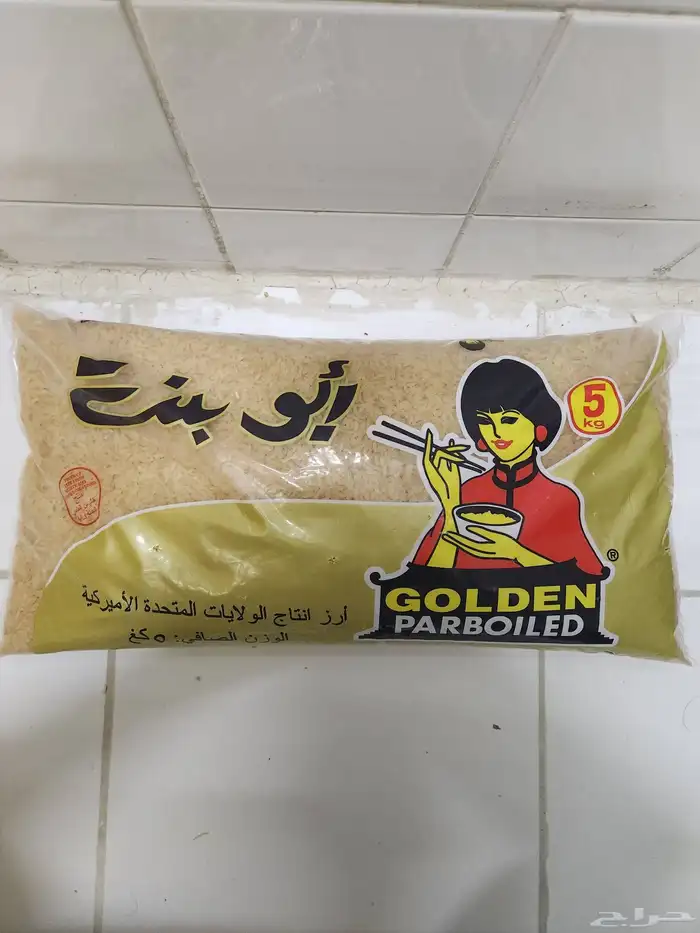 أبو بنت
5
kg
®
GOLDEN
PARBOILED
أرز انتاج الولايات المتحدة الأميركية
الوزن الصافي: ٥ كغ
حراج